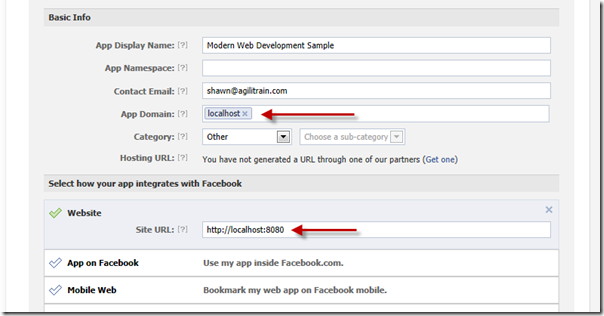 Basic Info
App Display Name: [?] Modern Web Development Sample
App Namespace: [?]
Contact Email: [?] shawn@agilitrain.com
App Domain: [?] localhost ×
Category: [?] Other Choose a sub-category
Hosting URL: [?] You have not generated a URL through one of our partners (Get one)
Select how your app integrates with Facebook
Website ×
Site URL: [?] http://localhost:8080
App on Facebook Use my app inside Facebook.com.
Mobile Web Bookmark my web app on Facebook mobile.